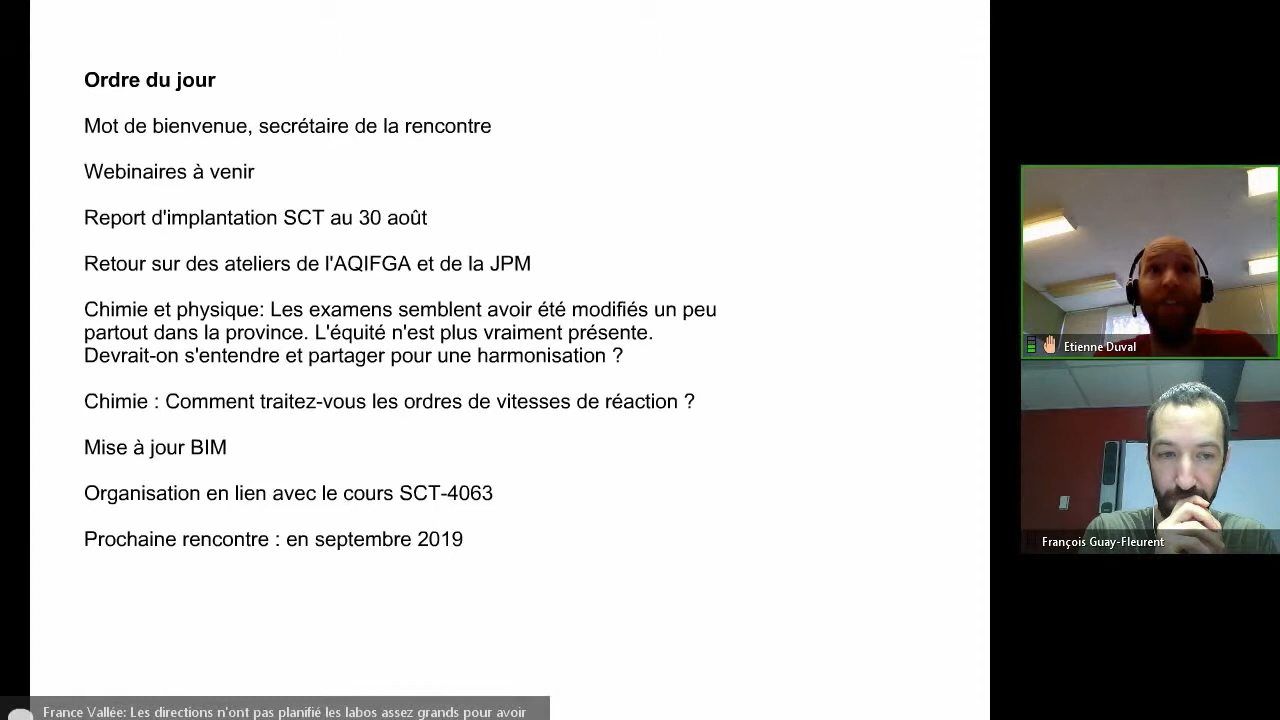 Ordre du jour
Mot de bienvenue, secrétaire de la rencontre
Webinaires à venir
Report d'implantation SCT au 30 août
Retour sur des ateliers de l'AQIFGA et de la JPM
Chimie et physique: Les examens semblent avoir été modifiés un peu
partout dans la province. L'équité n'est plus vraiment présente.
Devrait-on s'entendre et partager pour une harmonisation ?
Chimie : Comment traitez-vous les ordres de vitesses de réaction ?
Mise à jour BIM
Organisation en lien avec le cours SCT-4063
Prochaine rencontre : en septembre 2019
Etienne Duval
François Guay-Fleurent
France Vallée: Les directions n'ont pas planifié les labos assez grands pour avoir